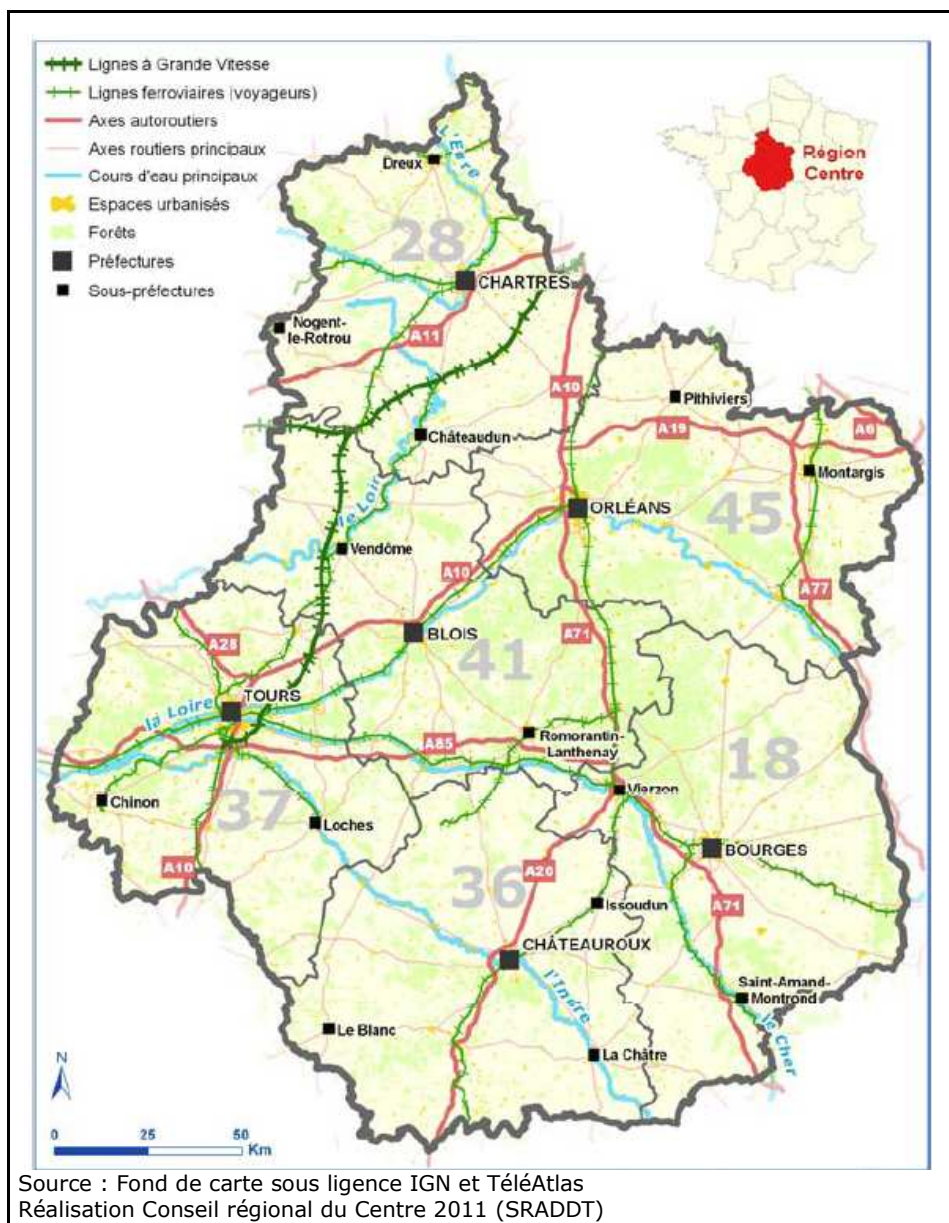 Lignes à Grande Vitesse
Lignes ferroviaires (voyageurs)
Axes autoroutiers
Axes routiers principaux
Cours d'eau principaux
Espaces urbanisés
Forêts
Préfectures
Sous-préfectures
Région
Centre
Dreux
L'Eure
28
CHARTRES
Nogent-
le-Rotrou
A11
A10
Pithiviers
A19
A6
Châteaudun
Montargis
le Loir
ORLÉANS
45
Vendôme
A10
A77
A28
BLOIS
41
A71
TOURS
la Loire
A85
Romorantin-
Lanthenay
18
Vierzon
Chinon
37
Loches
BOURGES
A10
36
A20
Issoudun
A71
CHÂTEAUROUX
l'Indre
Saint-Amand-
Montrond
le Cher
Le Blanc
La Châtre
N
0 25 50
Km
Source : Fond de carte sous ligence IGN et TéléAtlas
Réalisation Conseil régional du Centre 2011 (SRADDT)